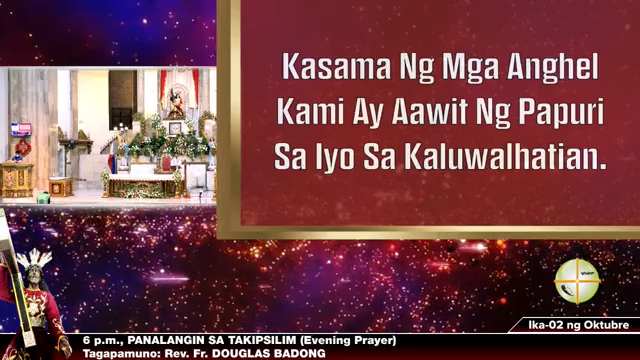 Kasama Ng Mga Anghel
Kami Ay Aawit Ng Papuri
Sa Iyo Sa Kaluwalhatian.
Ika-02 ng Oktubre
6 p.m., PANALANGIN SA TAKIPSILIM (Evening Prayer)
Tagapamuno: Rev. Fr. DOUGLAS BADONG